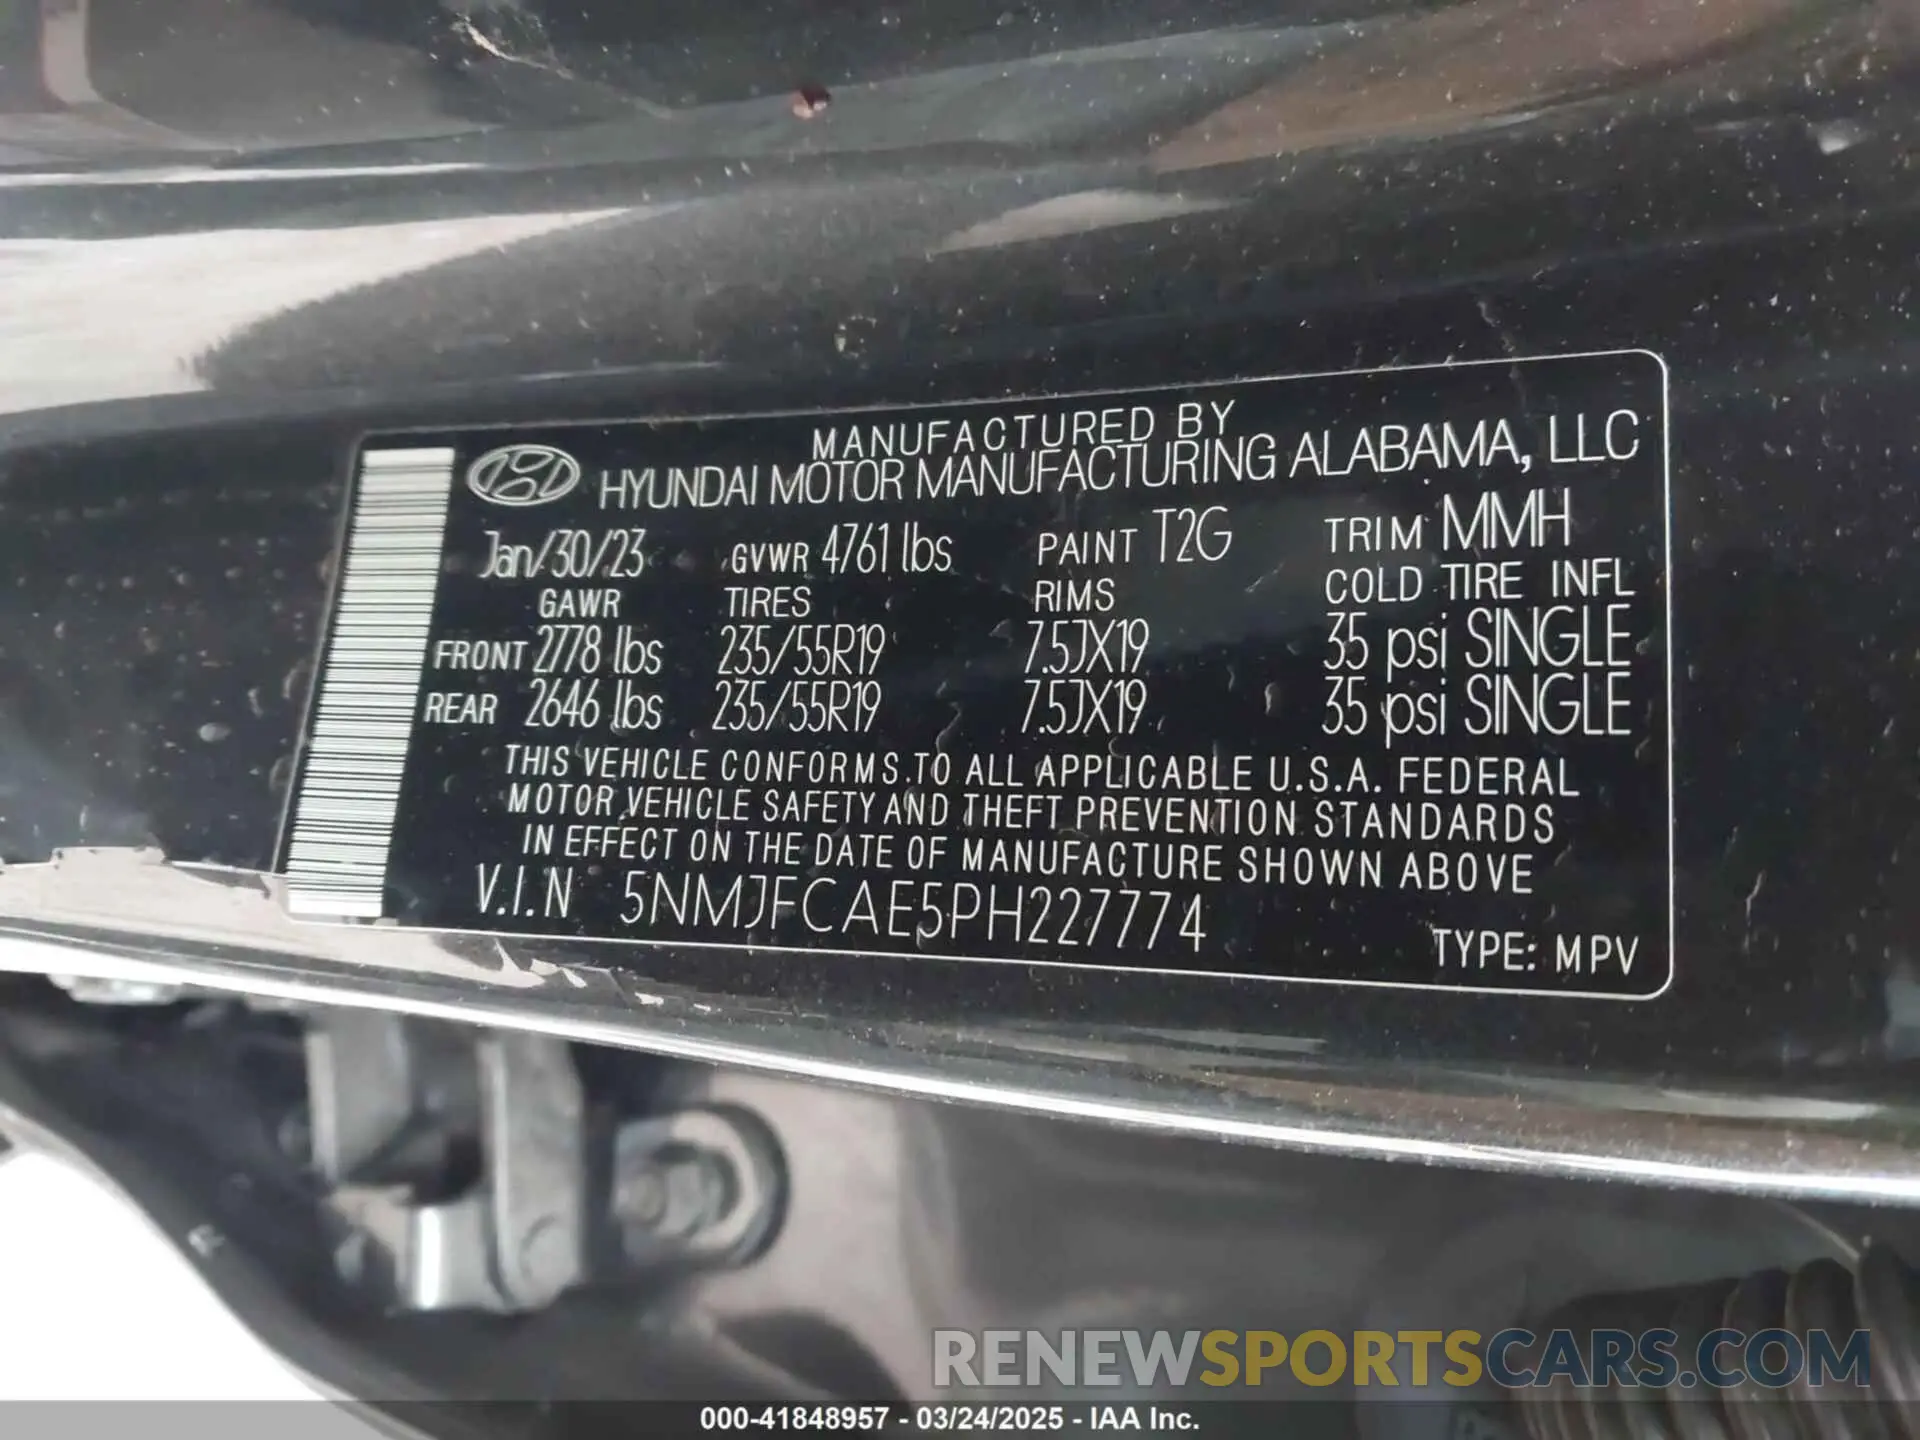 MANUFACTURED BY
HYUNDAI MOTOR MANUFACTURING ALABAMA, LLC
Jan/30/23 GVWR 4761 lbs PAINT T2G TRIM MMH
GAWR TIRES RIMS COLD TIRE INFL
FRONT 2778 lbs 235/55R19 7.5JX19 35 psi SINGLE
REAR 2646 lbs 235/55R19 7.5JX19 35 psi SINGLE
THIS VEHICLE CONFORMS TO ALL APPLICABLE U.S.A. FEDERAL
MOTOR VEHICLE SAFETY AND THEFT PREVENTION STANDARDS
IN EFFECT ON THE DATE OF MANUFACTURE SHOWN ABOVE
V.I.N 5NMJFCAE5PH227774
TYPE: MPV
RENEWSPORTSCARS.COM
000-41848957 - 03/24/2025 - IAA Inc.